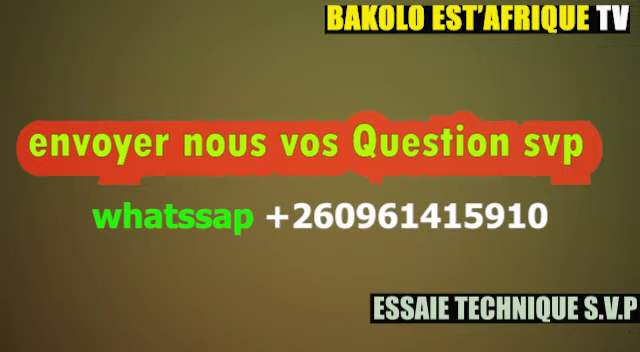 BAKOLO EST'AFRIQUE TV
envoyer nous vos Question svp
whatssap +260961415910
ESSAIE TECHNIQUE S.V.P